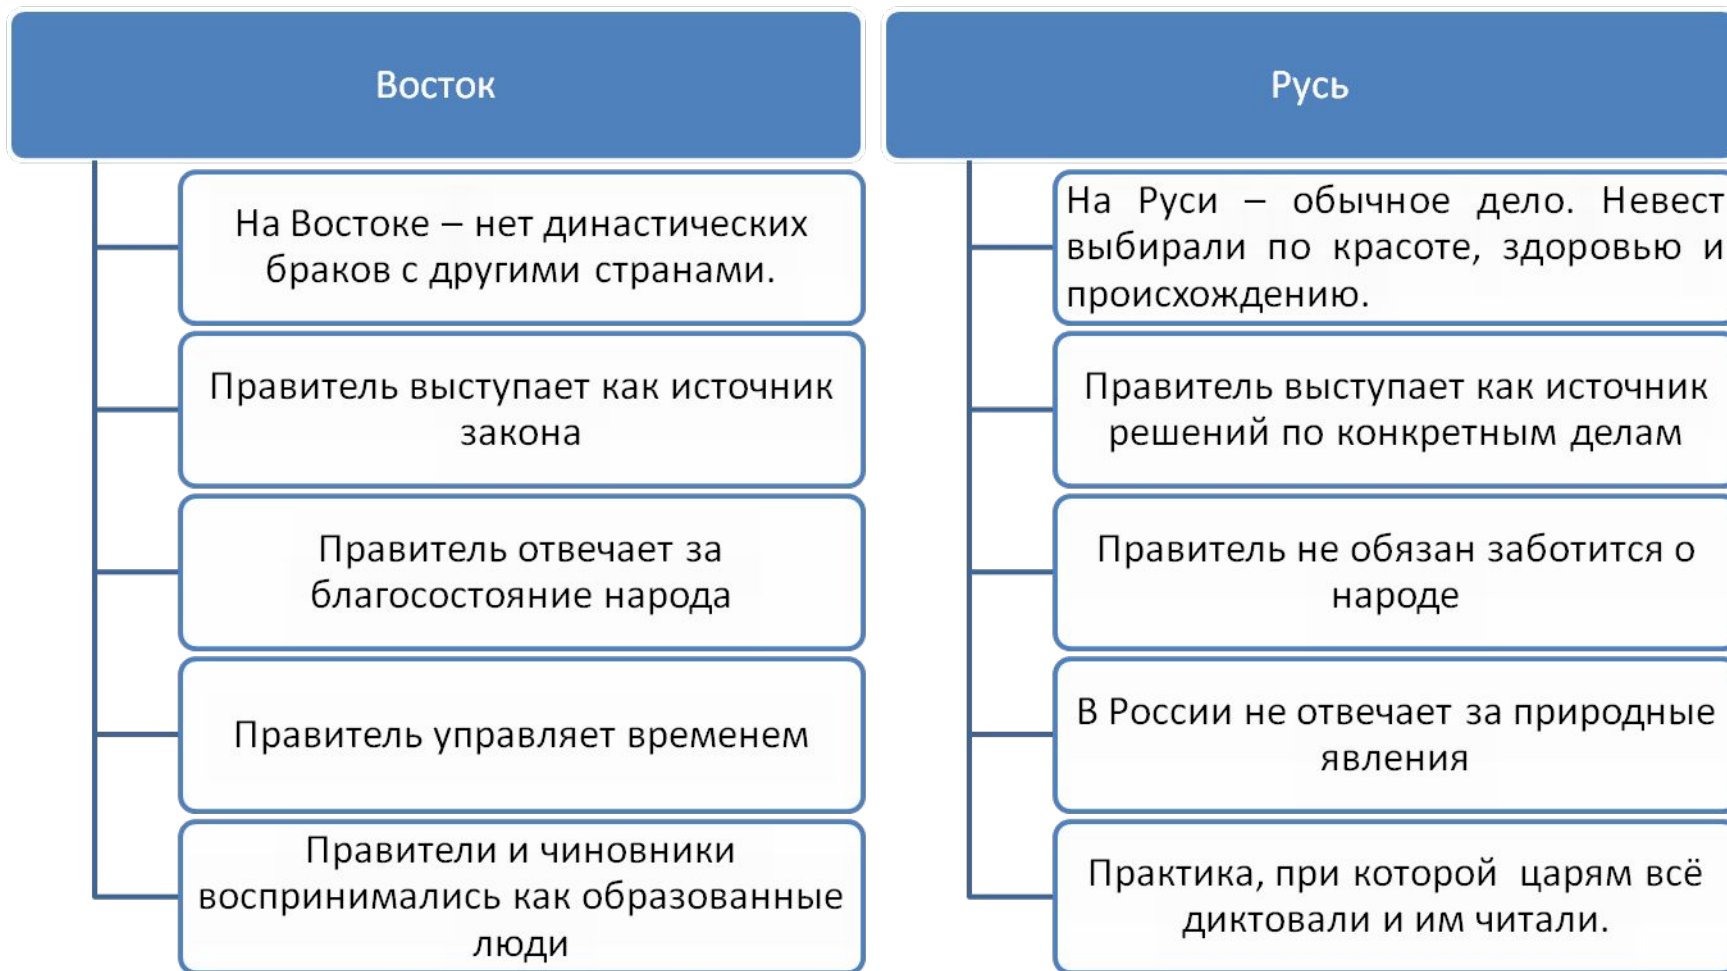 Восток
На Востоке – нет династических
браков с другими странами.
Правитель выступает как источник
закона
Правитель отвечает за
благосостояние народа
Правитель управляет временем
Правители и чиновники
воспринимались как образованные
люди
Русь
На Руси – обычное дело. Невест
выбирали по красоте, здоровью и
происхождению.
Правитель выступает как источник
решений по конкретным делам
Правитель не обязан заботится о
народе
В России не отвечает за природные
явления
Практика, при которой царям всё
диктовали и им читали.